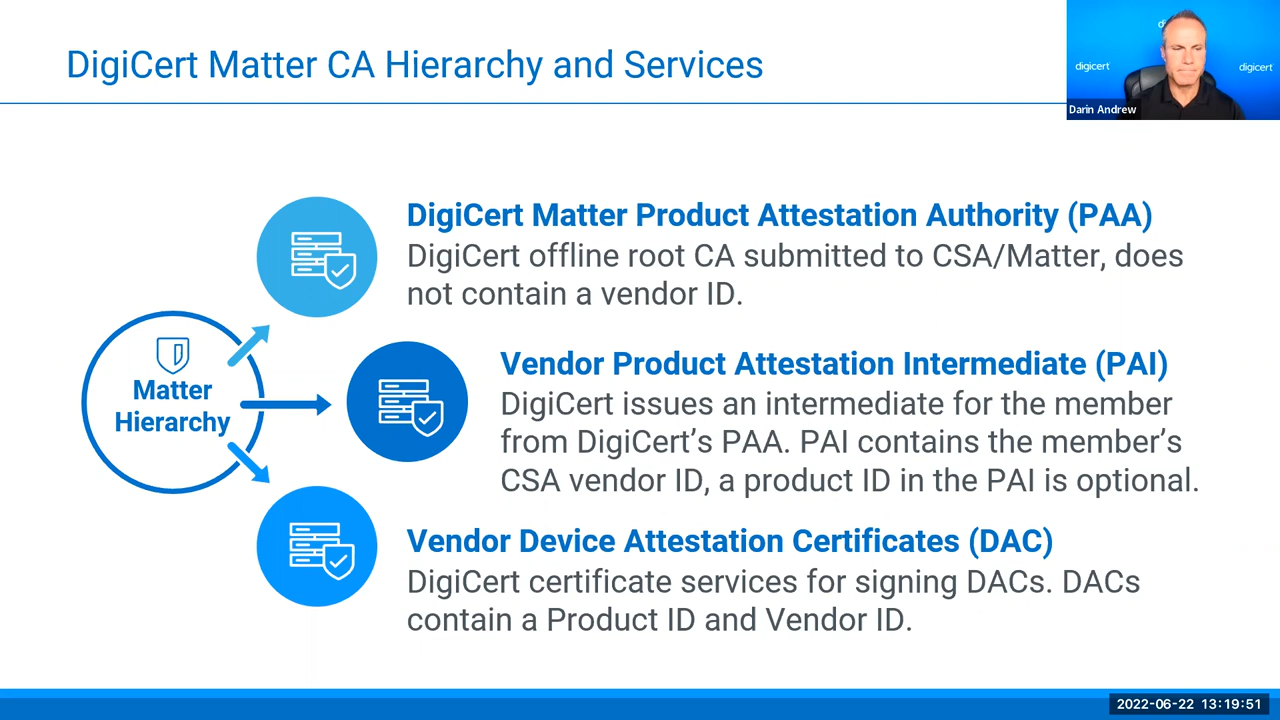 DigiCert Matter CA Hierarchy and Services
digicert
digicert
Darin Andrew
Matter
Hierarchy
DigiCert Matter Product Attestation Authority (PAA)
DigiCert offline root CA submitted to CSA/Matter, does
not contain a vendor ID.
Vendor Product Attestation Intermediate (PAI)
DigiCert issues an intermediate for the member
from DigiCert’s PAA. PAI contains the member’s
CSA vendor ID, a product ID in the PAI is optional.
Vendor Device Attestation Certificates (DAC)
DigiCert certificate services for signing DACs. DACs
contain a Product ID and Vendor ID.
2022-06-22 13:19:51